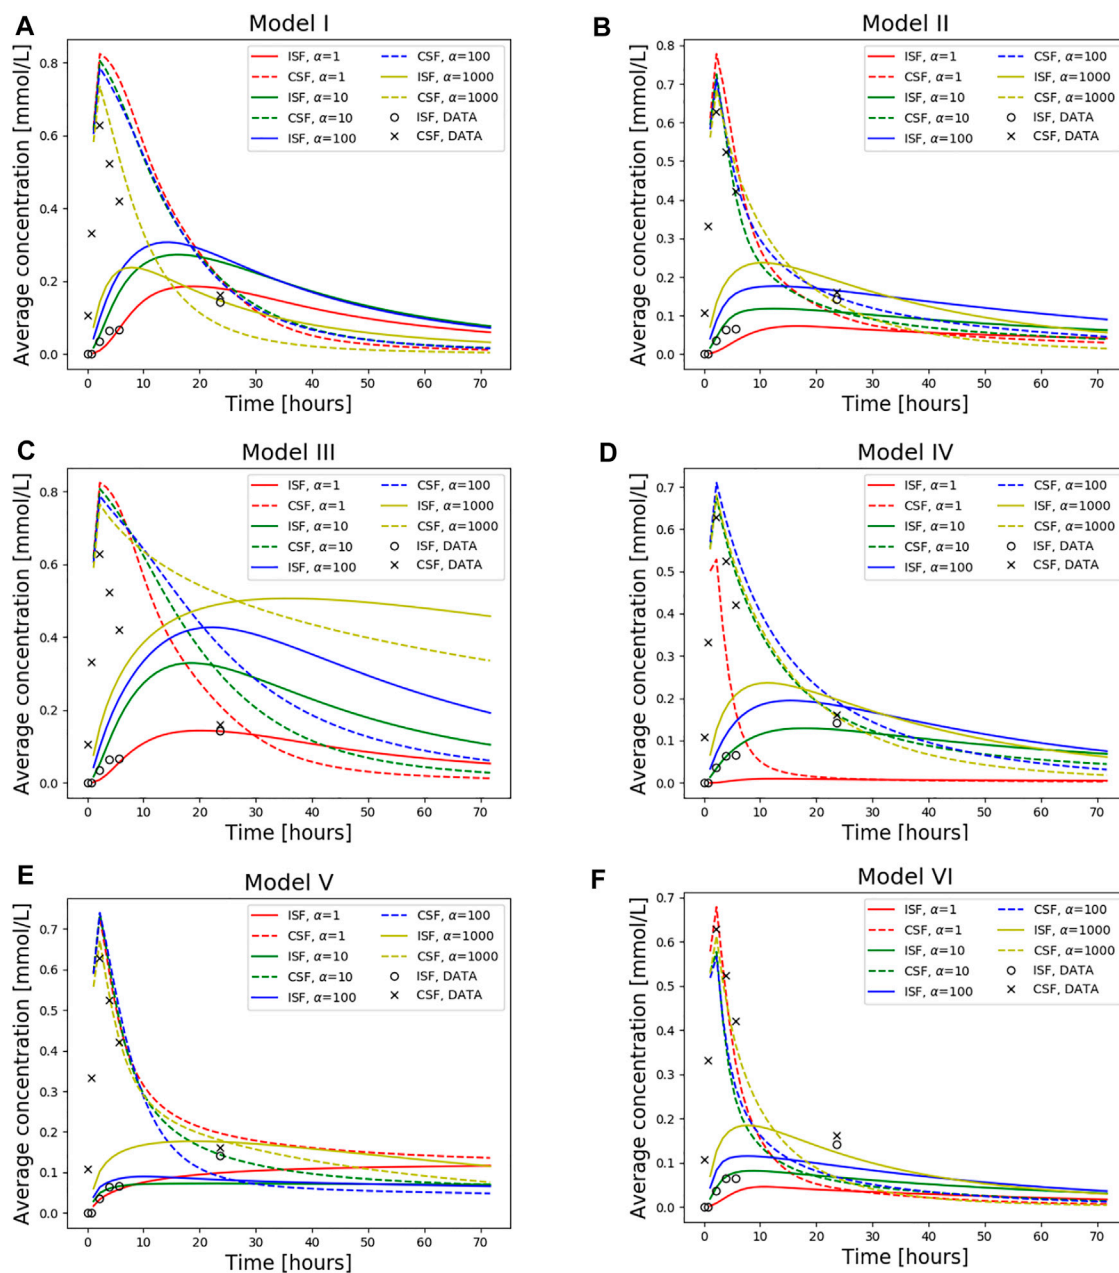 A
Model I
Average concentration [mmol/L]
0.8
0.6
0.4
0.2
0.0
ISF, α=1
CSF, α=1
ISF, α=10
CSF, α=10
ISF, α=100
CSF, α=100
ISF, α=1000
CSF, α=1000
ISF, DATA
CSF, DATA
0 10 20 30 40 50 60 70
Time [hours]
B
Model II
Average concentration [mmol/L]
0.8
0.7
0.6
0.5
0.4
0.3
0.2
0.1
0.0
ISF, α=1
CSF, α=1
ISF, α=10
CSF, α=10
ISF, α=100
CSF, α=100
ISF, α=1000
CSF, α=1000
ISF, DATA
CSF, DATA
0 10 20 30 40 50 60 70
Time [hours]
C
Model III
Average concentration [mmol/L]
0.8
0.6
0.4
0.2
0.0
ISF, α=1
CSF, α=1
ISF, α=10
CSF, α=10
ISF, α=100
CSF, α=100
ISF, α=1000
CSF, α=1000
ISF, DATA
CSF, DATA
0 10 20 30 40 50 60 70
Time [hours]
D
Model IV
Average concentration [mmol/L]
0.7
0.6
0.5
0.4
0.3
0.2
0.1
0.0
ISF, α=1
CSF, α=1
ISF, α=10
CSF, α=10
ISF, α=100
CSF, α=100
ISF, α=1000
CSF, α=1000
ISF, DATA
CSF, DATA
0 10 20 30 40 50 60 70
Time [hours]
E
Model V
Average concentration [mmol/L]
0.7
0.6
0.5
0.4
0.3
0.2
0.1
0.0
ISF, α=1
CSF, α=1
ISF, α=10
CSF, α=10
ISF, α=100
CSF, α=100
ISF, α=1000
CSF, α=1000
ISF, DATA
CSF, DATA
0 10 20 30 40 50 60 70
Time [hours]
F
Model VI
Average concentration [mmol/L]
0.7
0.6
0.5
0.4
0.3
0.2
0.1
0.0
ISF, α=1
CSF, α=1
ISF, α=10
CSF, α=10
ISF, α=100
CSF, α=100
ISF, α=1000
CSF, α=1000
ISF, DATA
CSF, DATA
0 10 20 30 40 50 60 70
Time [hours]